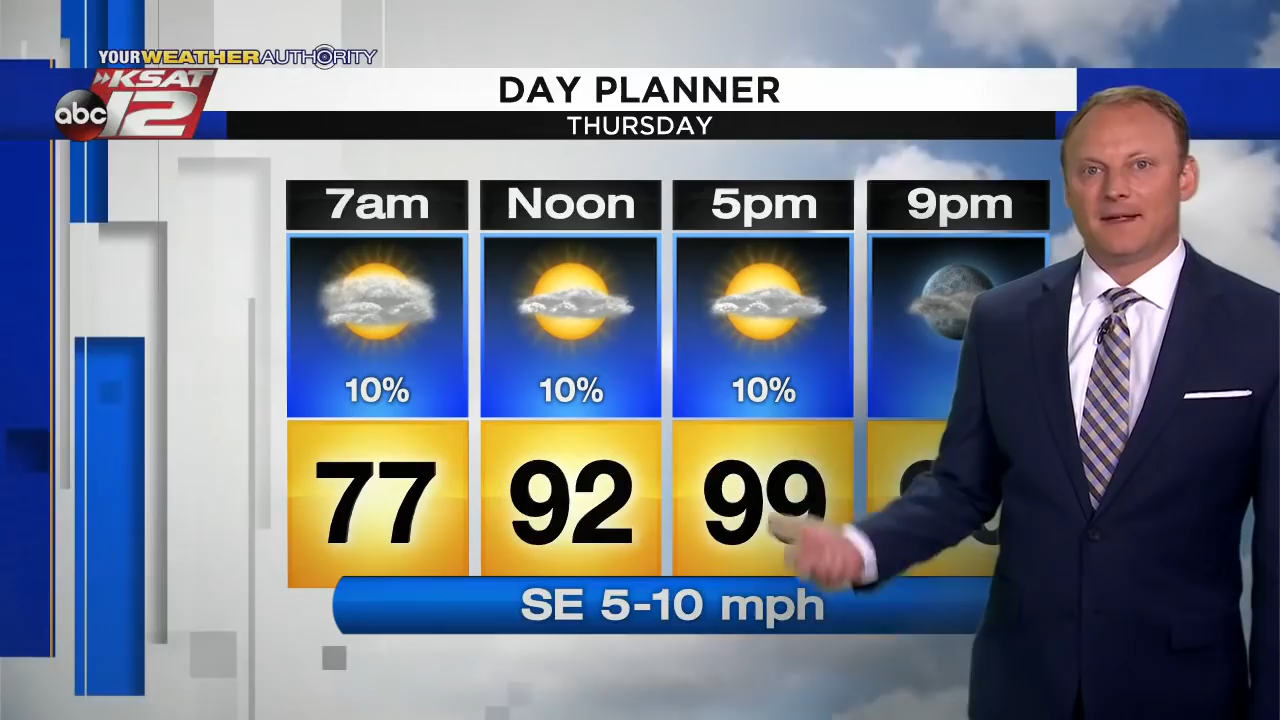 YOUR WEATHER AUTHORITY
KSAT
abc 12
DAY PLANNER
THURSDAY
7am Noon 5pm 9pm
10% 10% 10%
77 92 99
SE 5-10 mph